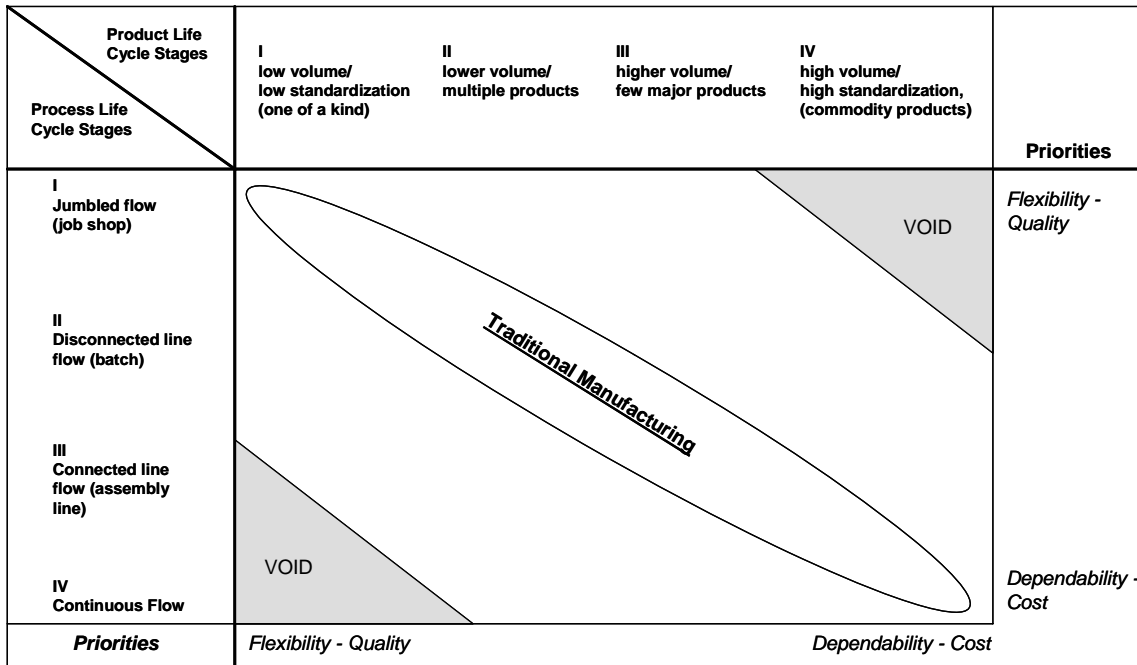 Product Life
Cycle Stages
Process Life
Cycle Stages
I
low volume/
low standardization
(one of a kind)
II
lower volume/
multiple products
III
higher volume/
few major products
IV
high volume/
high standardization,
(commodity products)
Priorities
I
Jumbled flow
(job shop)
II
Disconnected line
flow (batch)
III
Connected line
flow (assembly
line)
IV
Continuous Flow
VOID
Traditional Manufacturing
VOID
Flexibility -
Quality
Dependability -
Cost
Priorities
Flexibility - Quality
Dependability - Cost